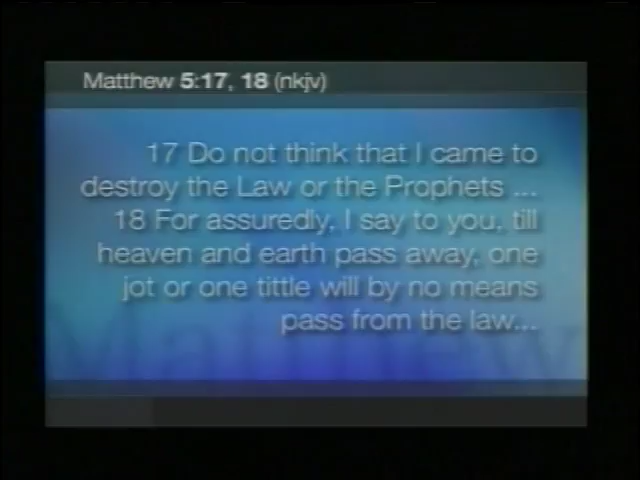 Matthew 5:17, 18 (nkjv)
17 Do not think that I came to
destroy the Law or the Prophets ...
18 For assuredly, I say to you, till
heaven and earth pass away, one
jot or one tittle will by no means
pass from the law...
Matthew